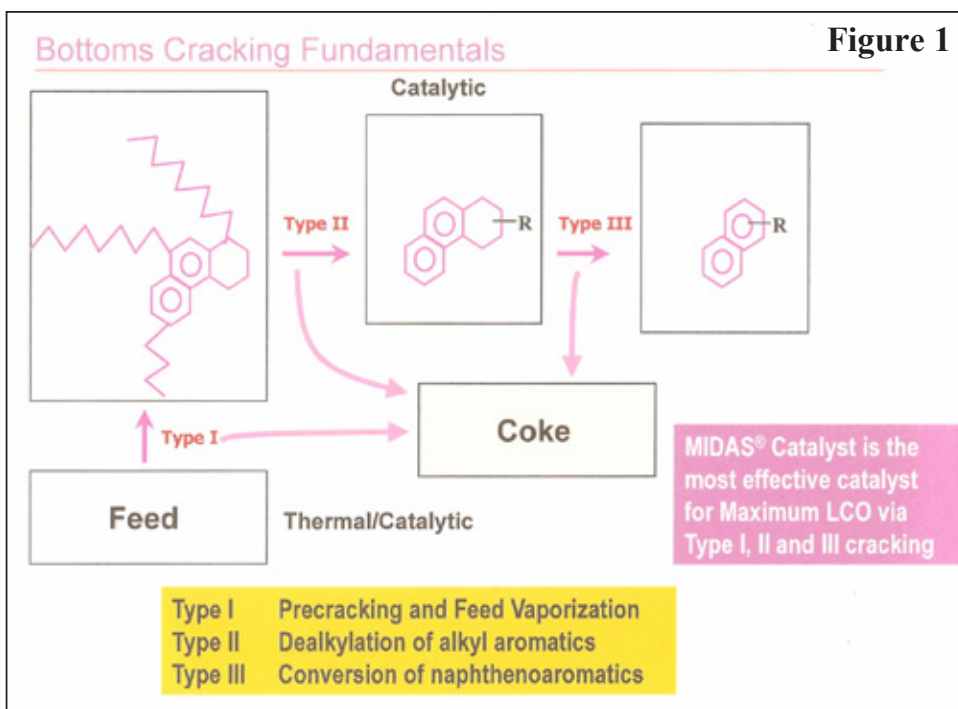 Bottoms Cracking Fundamentals
Figure 1
Catalytic
Type II
R
Type III
R
Type I
Coke
Feed
Thermal/Catalytic
MIDAS® Catalyst is the
most effective catalyst
for Maximum LCO via
Type I, II and III cracking
Type I Precracking and Feed Vaporization
Type II Dealkylation of alkyl aromatics
Type III Conversion of naphthenoaromatics